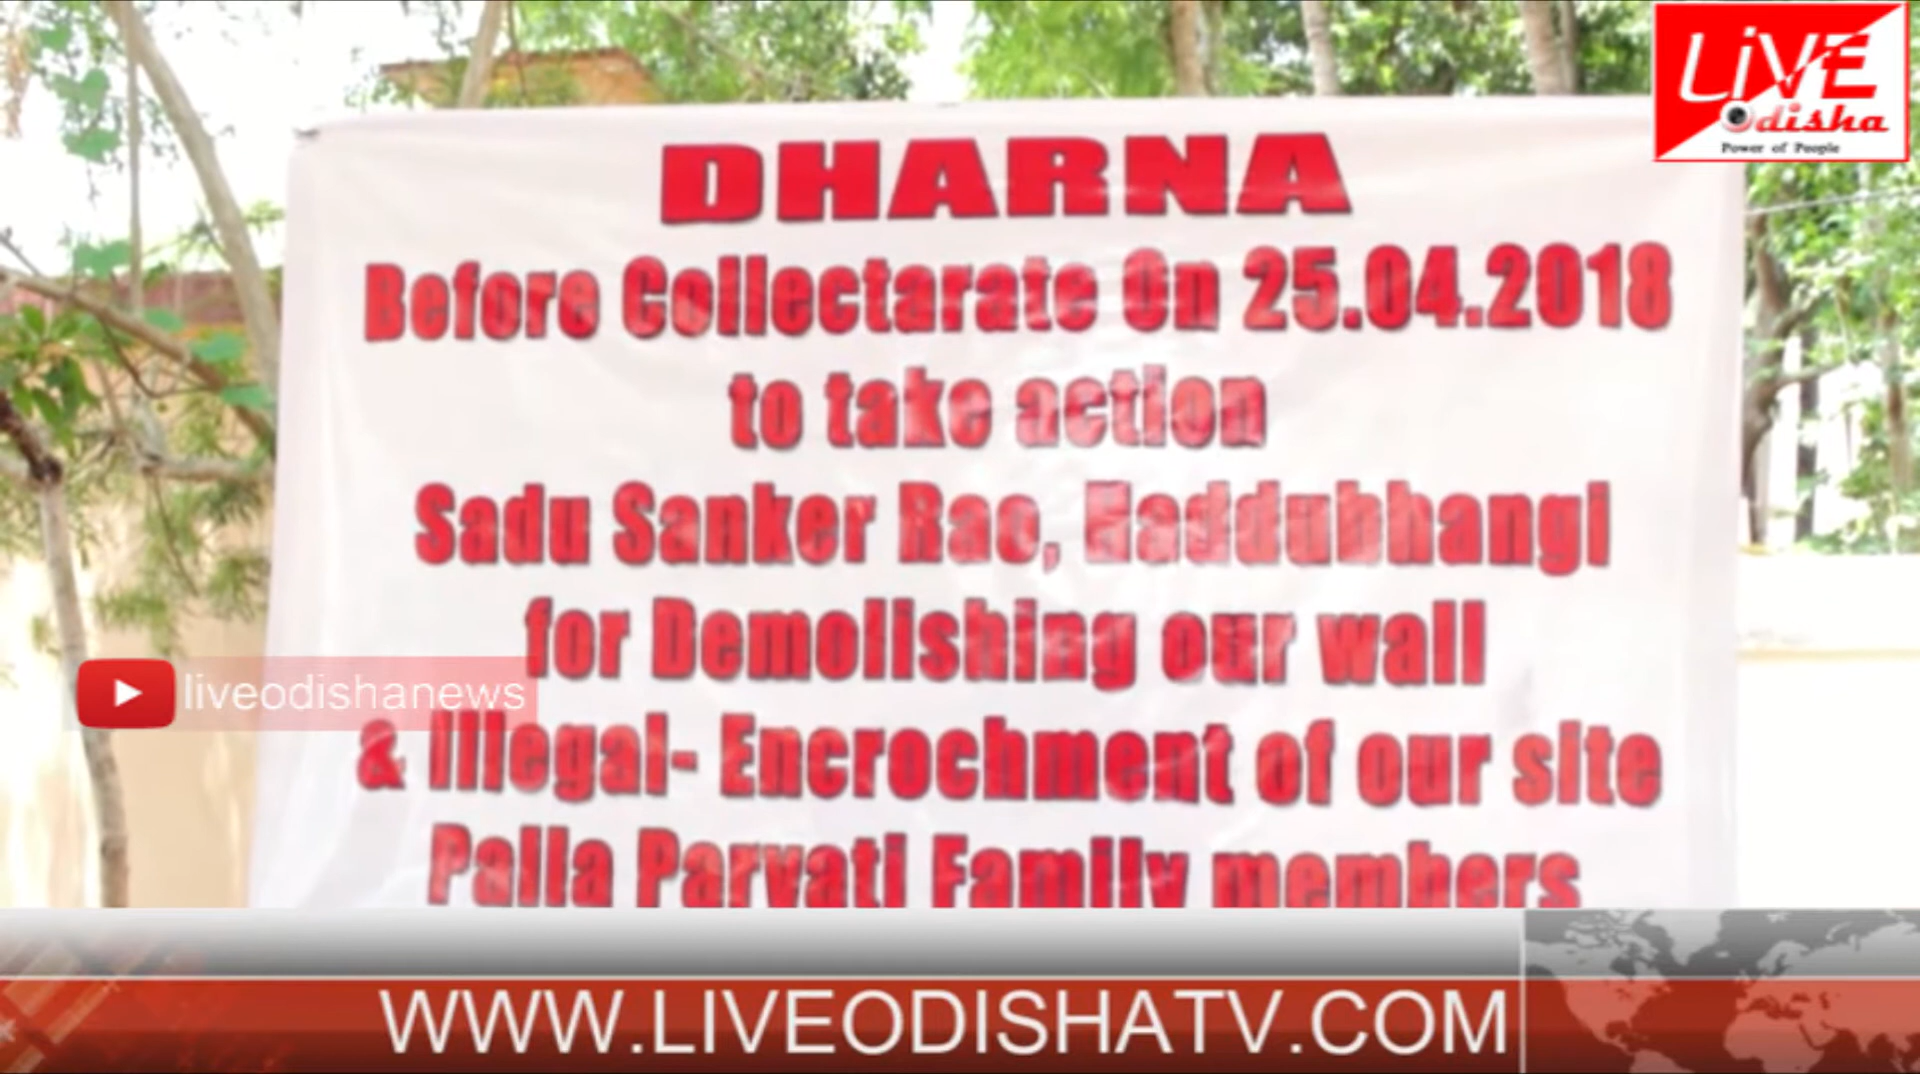 LiVE
Odisha
Power of People
DHARNA
Before Collectarate On 25.04.2018
to take action
Sadu Sanker Rao, Haddubhangi
for Demolishing our wall
liveodishanews
& Illegal- Encrochment of our site
Palla Parvati Family members
WWW.LIVEODISHATV.COM